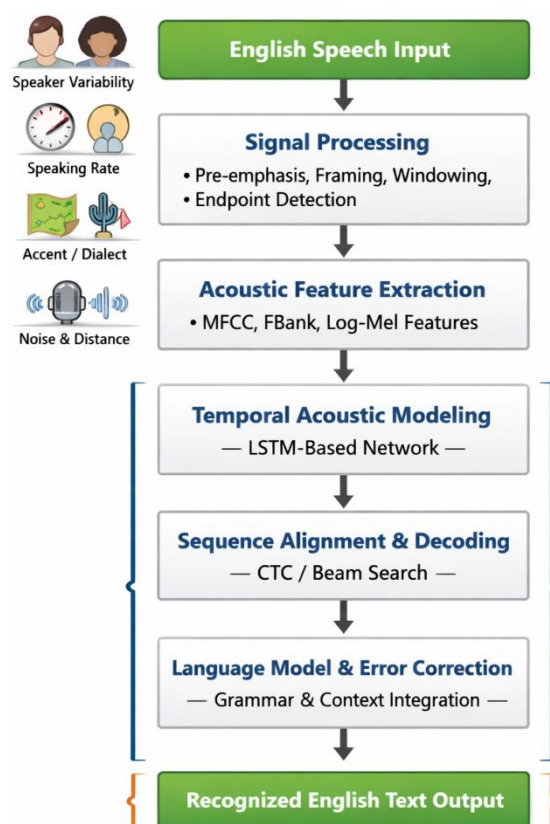 English Speech Input
Speaker Variability
Signal Processing
• Pre-emphasis, Framing, Windowing,
• Endpoint Detection
Speaking Rate
Accent / Dialect
Acoustic Feature Extraction
• MFCC, FBank, Log-Mel Features
Noise & Distance
Temporal Acoustic Modeling
— LSTM-Based Network —
Sequence Alignment & Decoding
— CTC / Beam Search —
Language Model & Error Correction
— Grammar & Context Integration —
Recognized English Text Output